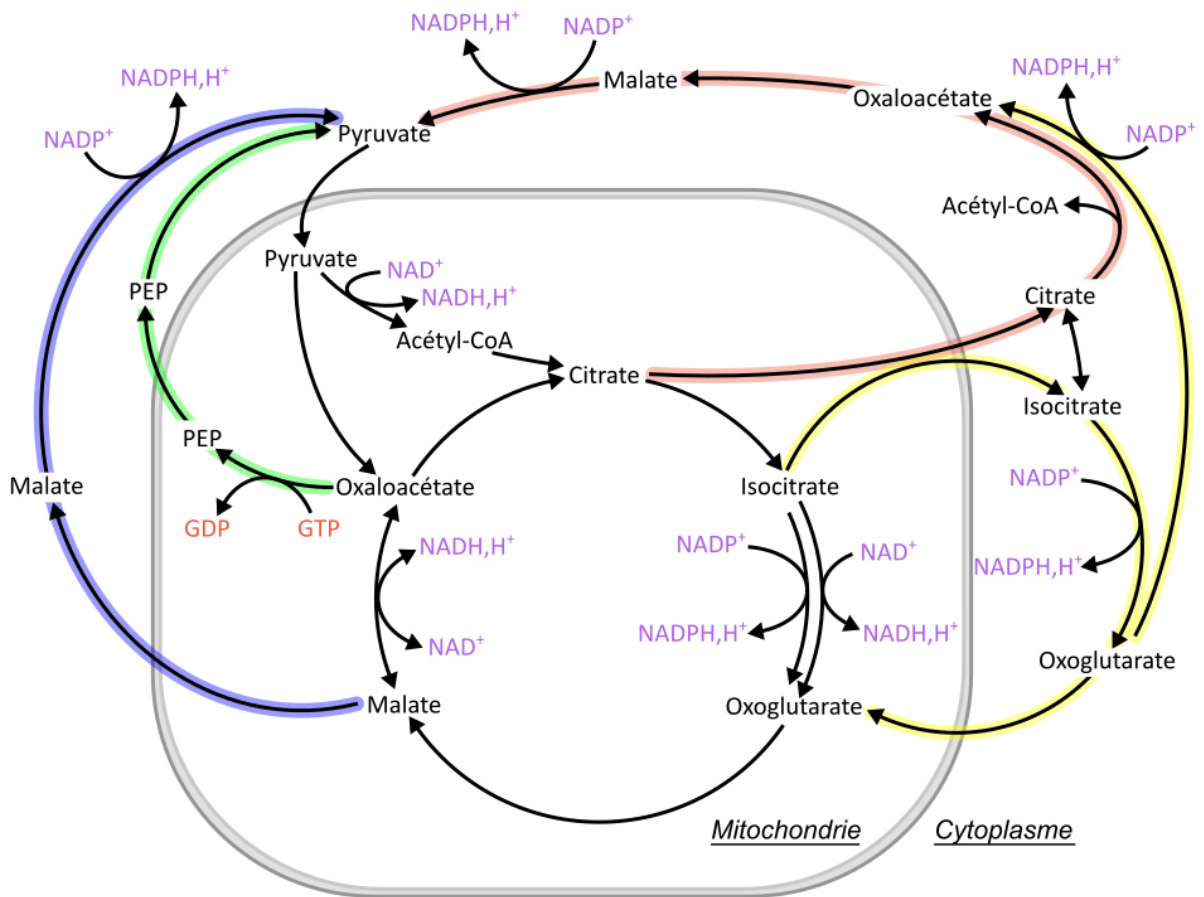 NADPH,H⁺
NADP⁺
NADPH,H⁺
Malate
NADPH,H⁺
Oxaloacétate
NADP⁺
Pyruvate
NADP⁺
Acétyl-CoA
Pyruvate
NAD⁺
PEP
NADH,H⁺
Citrate
Acétyl-CoA
Citrate
Isocitrate
PEP
Malate
Oxaloacétate
Isocitrate
NADP⁺
GDP
GTP
NADH,H⁺
NADP⁺
NAD⁺
NADPH,H⁺
NAD⁺
NADPH,H⁺
NADH,H⁺
Oxoglutarate
Malate
Oxoglutarate
Mitochondrie
Cytoplasme